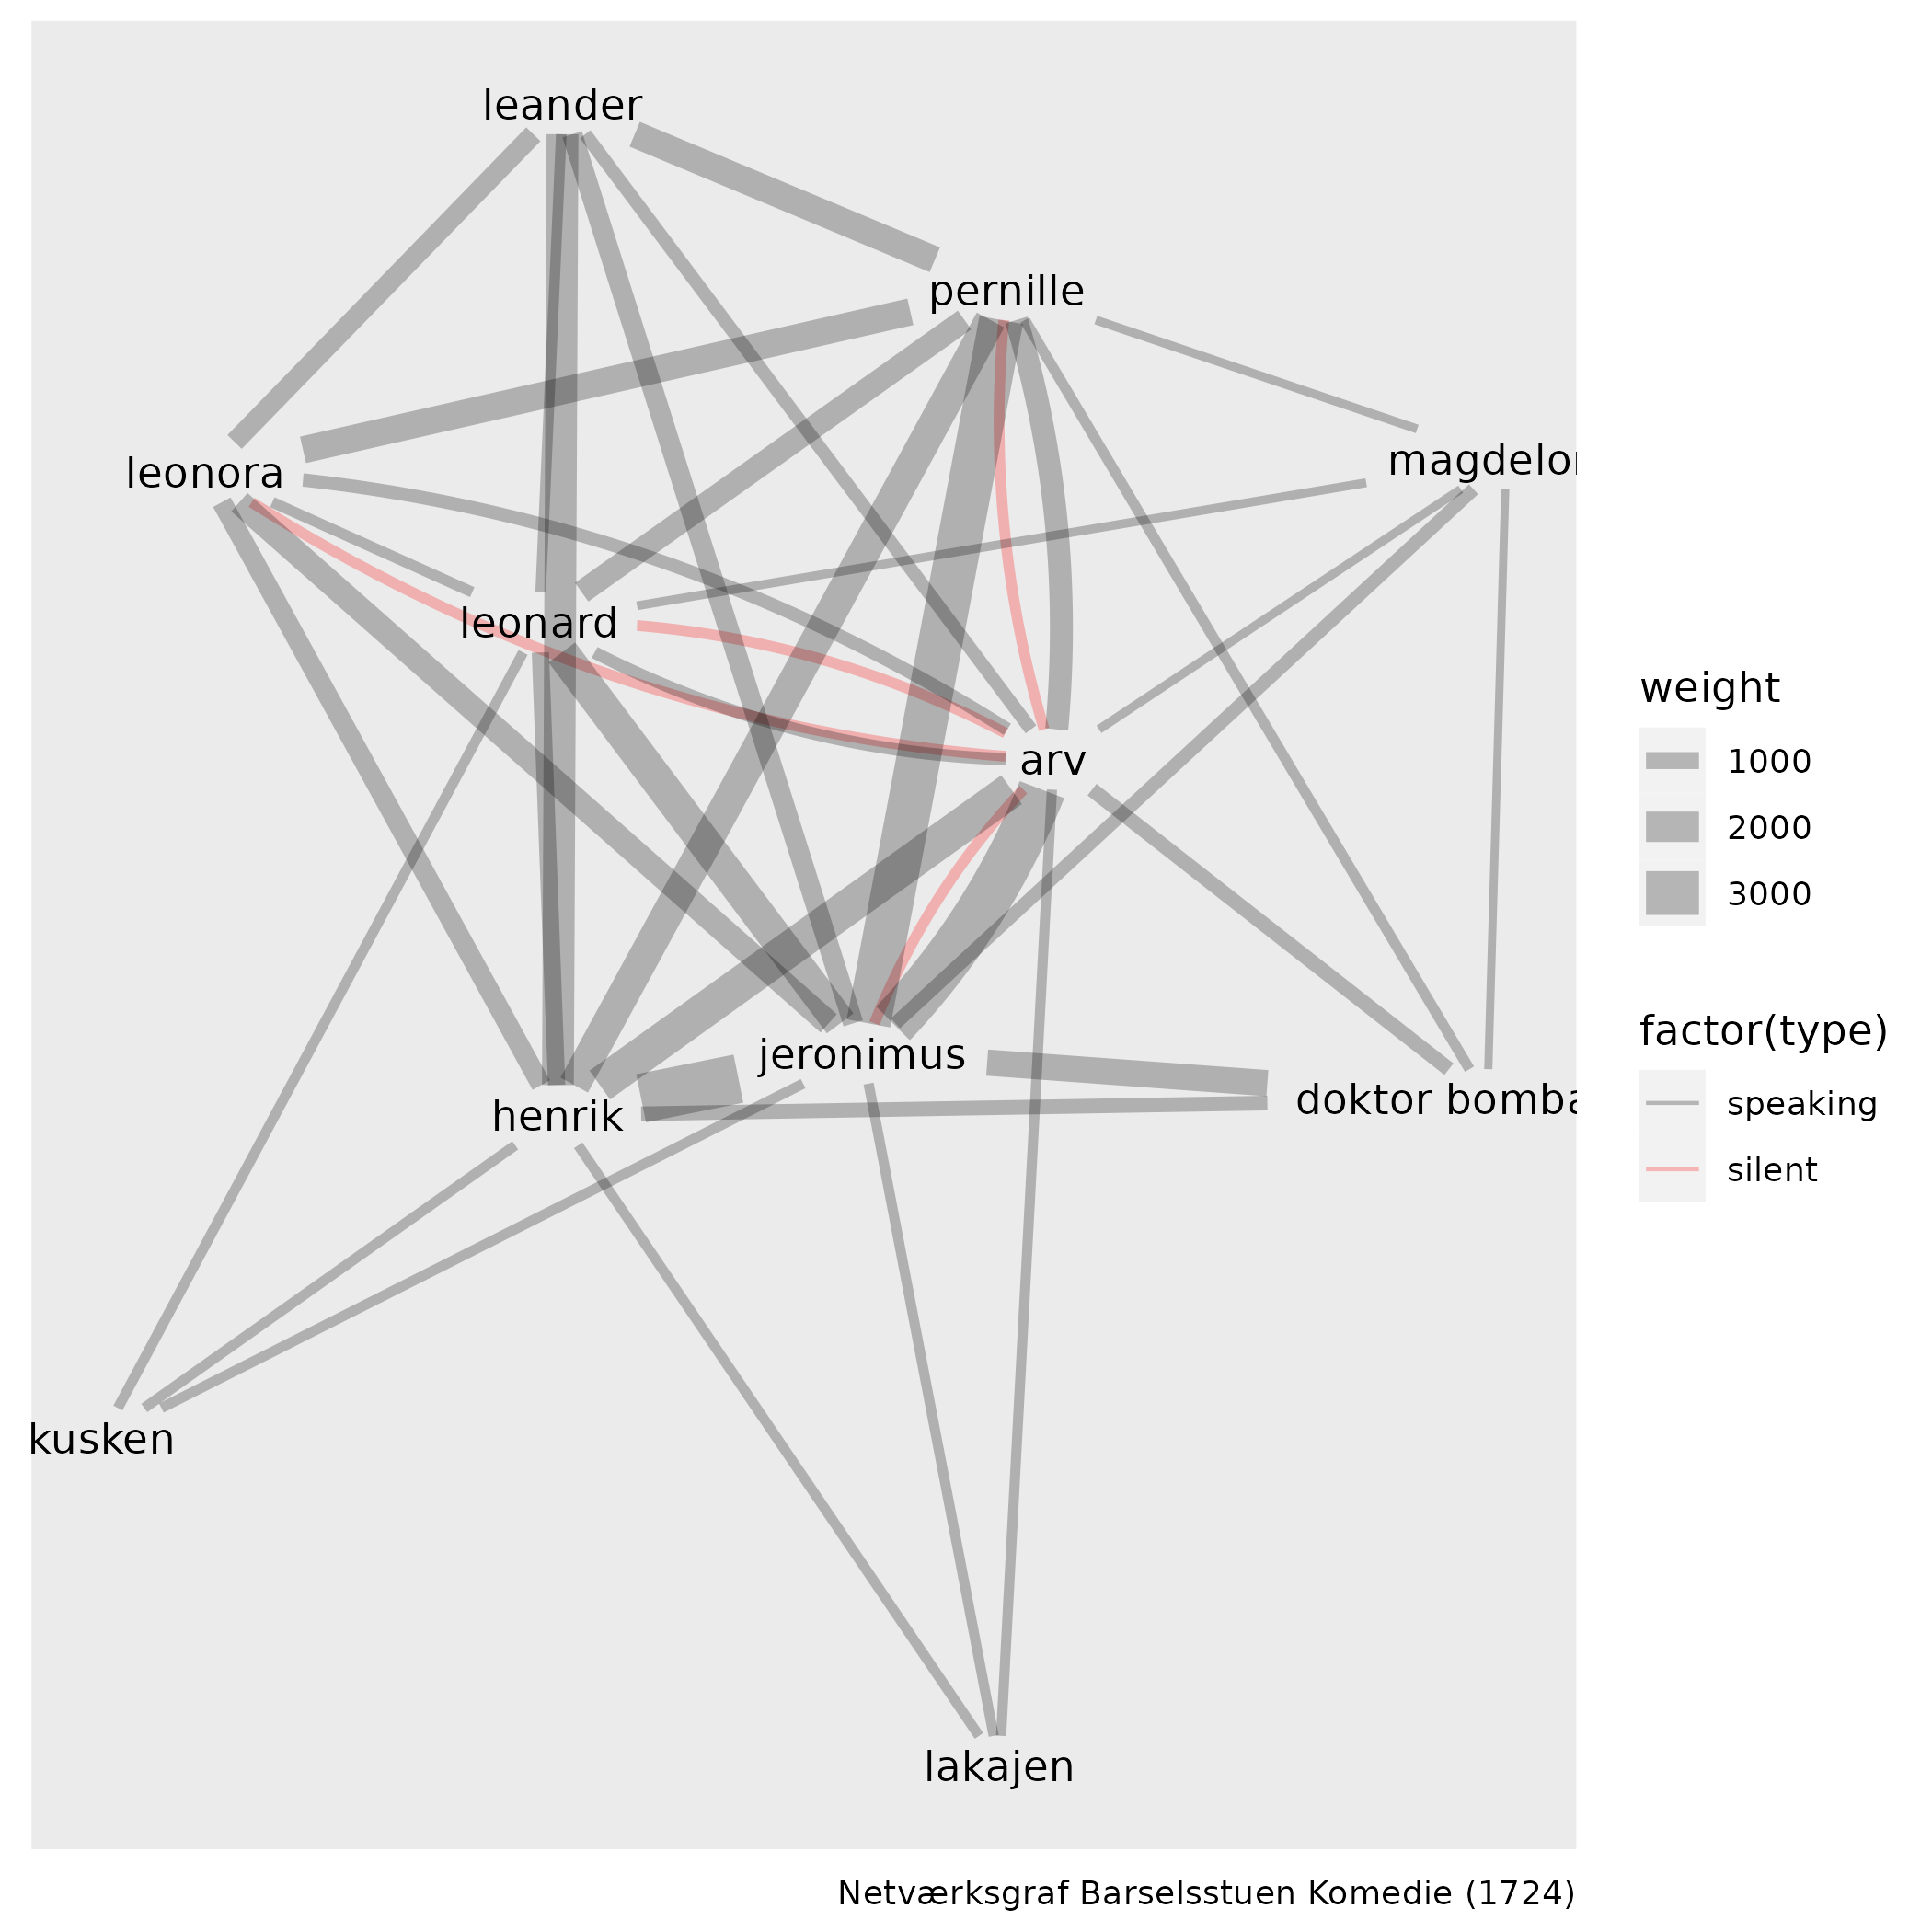 leander
pernille
magdelon
leonora
leonard
arv
jeronimus
doktor bomba
henrik
kusken
lakajen
weight
1000
2000
3000
factor(type)
speaking
silent
Netværksgraf Barselsstuen Komedie (1724)